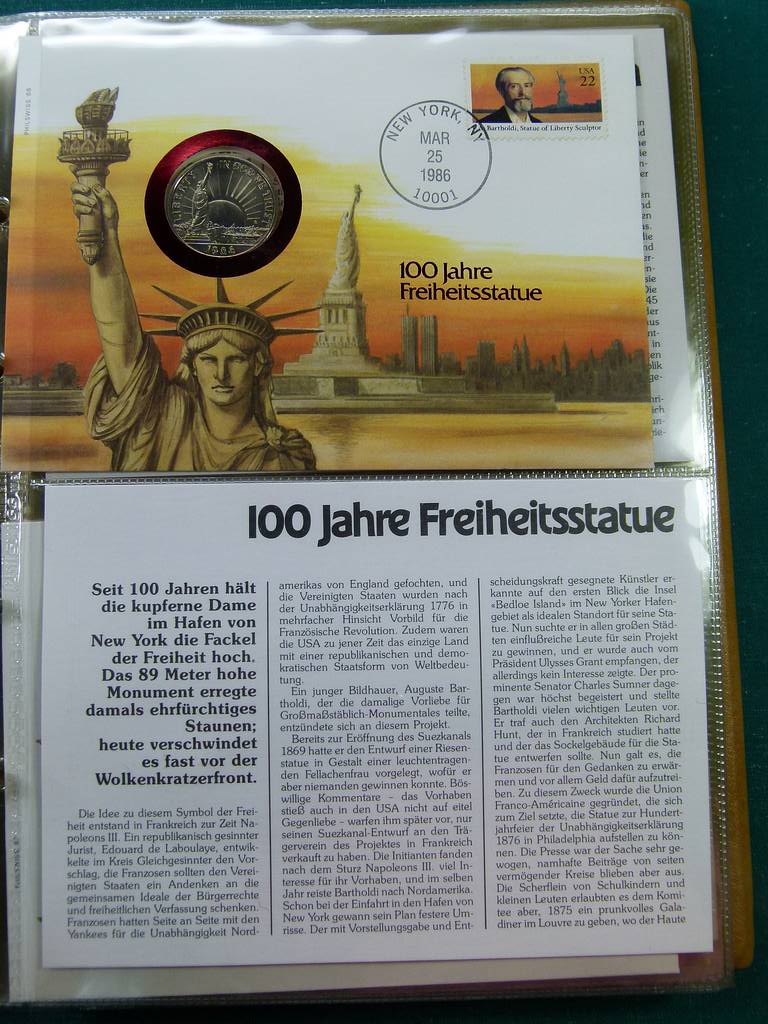 PHILSWISS
USA
22
Bartholdi, Statue of Liberty Sculptor
NEW YORK, NY
MAR
25
1986
10001
LIBERTY
IN GOD WE TRUST
1986
100 Jahre
Freiheitsstatue
100 Jahre Freiheitsstatue
Seit 100 Jahren hält
die kupferne Dame
im Hafen von
New York die Fackel
der Freiheit hoch.
Das 89 Meter hohe
Monument erregte
damals ehrfürchtiges
Staunen;
heute verschwindet
es fast vor der
Wolkenkratzerfront.
Die Idee zu diesem Symbol der Frei-
heit entstand in Frankreich zur Zeit Na-
poleons III. Ein republikanisch gesinnter
Jurist, Edouard de Laboulaye, entwik-
kelte im Kreis Gleichgesinnter den Vor-
schlag, die Franzosen sollten den Verei-
nigten Staaten ein Andenken an die
gemeinsamen Ideale der Bürgerrechte
und freiheitlichen Verfassung schenken.
Franzosen hatten Seite an Seite mit den
Yankees für die Unabhängigkeit Nord-
amerikas von England gefochten, und
die Vereinigten Staaten wurden nach
der Unabhängigkeitserklärung 1776 in
mehrfacher Hinsicht Vorbild für die
Französische Revolution. Zudem waren
die USA zu jener Zeit das einzige Land
mit einer republikanischen und demo-
kratischen Staatsform von Weltbedeu-
tung.
Ein junger Bildhauer, Auguste Bar-
tholdi, der die damalige Vorliebe für
Großmaßstäblich-Monumentales teilte,
entzündete sich an diesem Projekt.
Bereits zur Eröffnung des Suezkanals
1869 hatte er den Entwurf einer Riesen-
statue in Gestalt einer leuchtentragen-
den Fellachenfrau vorgelegt, wofür er
aber niemanden gewinnen konnte. Bös-
willige Kommentare - das Vorhaben
stieß auch in den USA nicht auf eitel
Gegenliebe - warfen ihm später vor, nur
seinen Suezkanal-Entwurf an den Trä-
gerverein des Projektes in Frankreich
verkauft zu haben. Die Initianten fanden
nach dem Sturz Napoleons III. viel In-
teresse für ihr Vorhaben, und im selben
Jahr reiste Bartholdi nach Nordamerika.
Schon bei der Einfahrt in den Hafen von
New York gewann sein Plan festere Um-
risse. Der mit Vorstellungsgabe und Ent-
scheidungskraft gesegnete Künstler er-
kannte auf den ersten Blick die Insel
«Bedloe Island» im New Yorker Hafen-
gebiet als idealen Standort für seine Sta-
tue. Nun suchte er in allen großen Städ-
ten einflußreiche Leute für sein Projekt
zu gewinnen, und er wurde auch vom
Präsident Ulysses Grant empfangen, der
allerdings kein Interesse zeigte. Der pro-
minente Senator Charles Sumner dage-
gen war höchst begeistert und stellte
Bartholdi vielen wichtigen Leuten vor.
Er traf auch den Architekten Richard
Hunt, der in Frankreich studiert hatte
und der das Sockelgebäude für die Sta-
tue entwerfen sollte. Nun galt es, die
Franzosen für den Gedanken zu erwär-
men und vor allem Geld dafür aufzutrei-
ben. Zu diesem Zweck wurde die Union
Franco-Américaine gegründet, die sich
zum Ziel setzte, die Statue zur Hundert-
jahrfeier der Unabhängigkeitserklärung
1876 in Philadelphia aufstellen zu kön-
nen. Die Presse war der Sache sehr ge-
wogen, namhafte Beiträge von seiten
vermögender Kreise blieben aber aus.
Die Scherflein von Schulkindern und
kleinen Leuten erlaubten es dem Komi-
tee aber, 1875 ein prunkvolles Gala-
diner im Louvre zu geben, wo der Haute